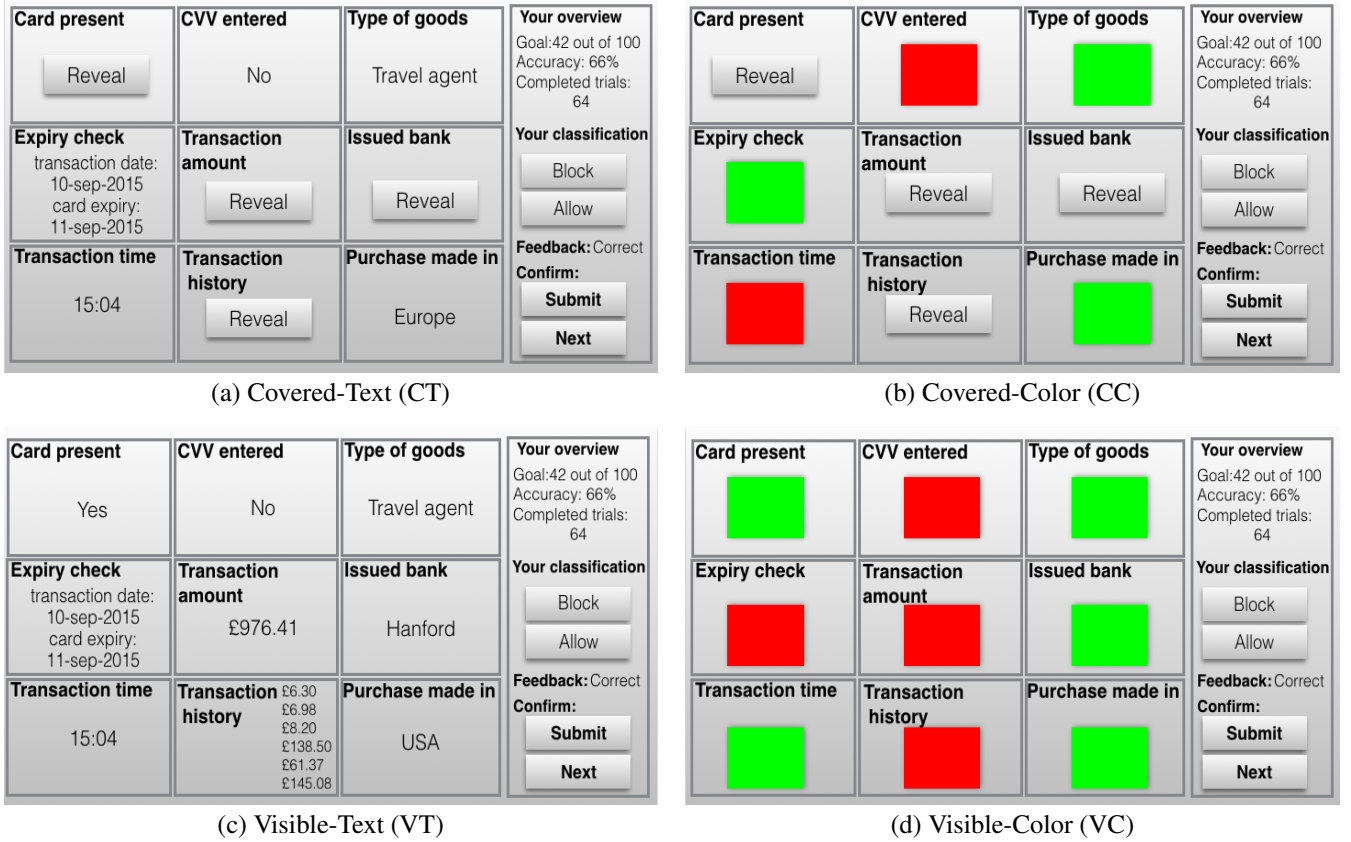 Card present
Reveal
CVV entered
No
Type of goods
Travel agent
Expiry check
transaction date:
10-sep-2015
card expiry:
11-sep-2015
Transaction
amount
Reveal
Issued bank
Reveal
Transaction time
15:04
Transaction
history
Reveal
Purchase made in
Europe
Your overview
Goal:42 out of 100
Accuracy: 66%
Completed trials:
64
Your classification
Block
Allow
Feedback: Correct
Confirm:
Submit
Next
(a) Covered-Text (CT)
Card present
Reveal
CVV entered
Type of goods
Expiry check
Transaction
amount
Reveal
Issued bank
Reveal
Transaction time
Transaction
history
Reveal
Purchase made in
Your overview
Goal:42 out of 100
Accuracy: 66%
Completed trials:
64
Your classification
Block
Allow
Feedback: Correct
Confirm:
Submit
Next
(b) Covered-Color (CC)
Card present
Yes
CVV entered
No
Type of goods
Travel agent
Expiry check
transaction date:
10-sep-2015
card expiry:
11-sep-2015
Transaction
amount
£976.41
Issued bank
Hanford
Transaction time
15:04
Transaction
history
£6.30
£6.98
£8.20
£138.50
£61.37
£145.08
Purchase made in
USA
Your overview
Goal:42 out of 100
Accuracy: 66%
Completed trials:
64
Your classification
Block
Allow
Feedback: Correct
Confirm:
Submit
Next
(c) Visible-Text (VT)
Card present
CVV entered
Type of goods
Expiry check
Transaction
amount
Issued bank
Transaction time
Transaction
history
Purchase made in
Your overview
Goal:42 out of 100
Accuracy: 66%
Completed trials:
64
Your classification
Block
Allow
Feedback: Correct
Confirm:
Submit
Next
(d) Visible-Color (VC)